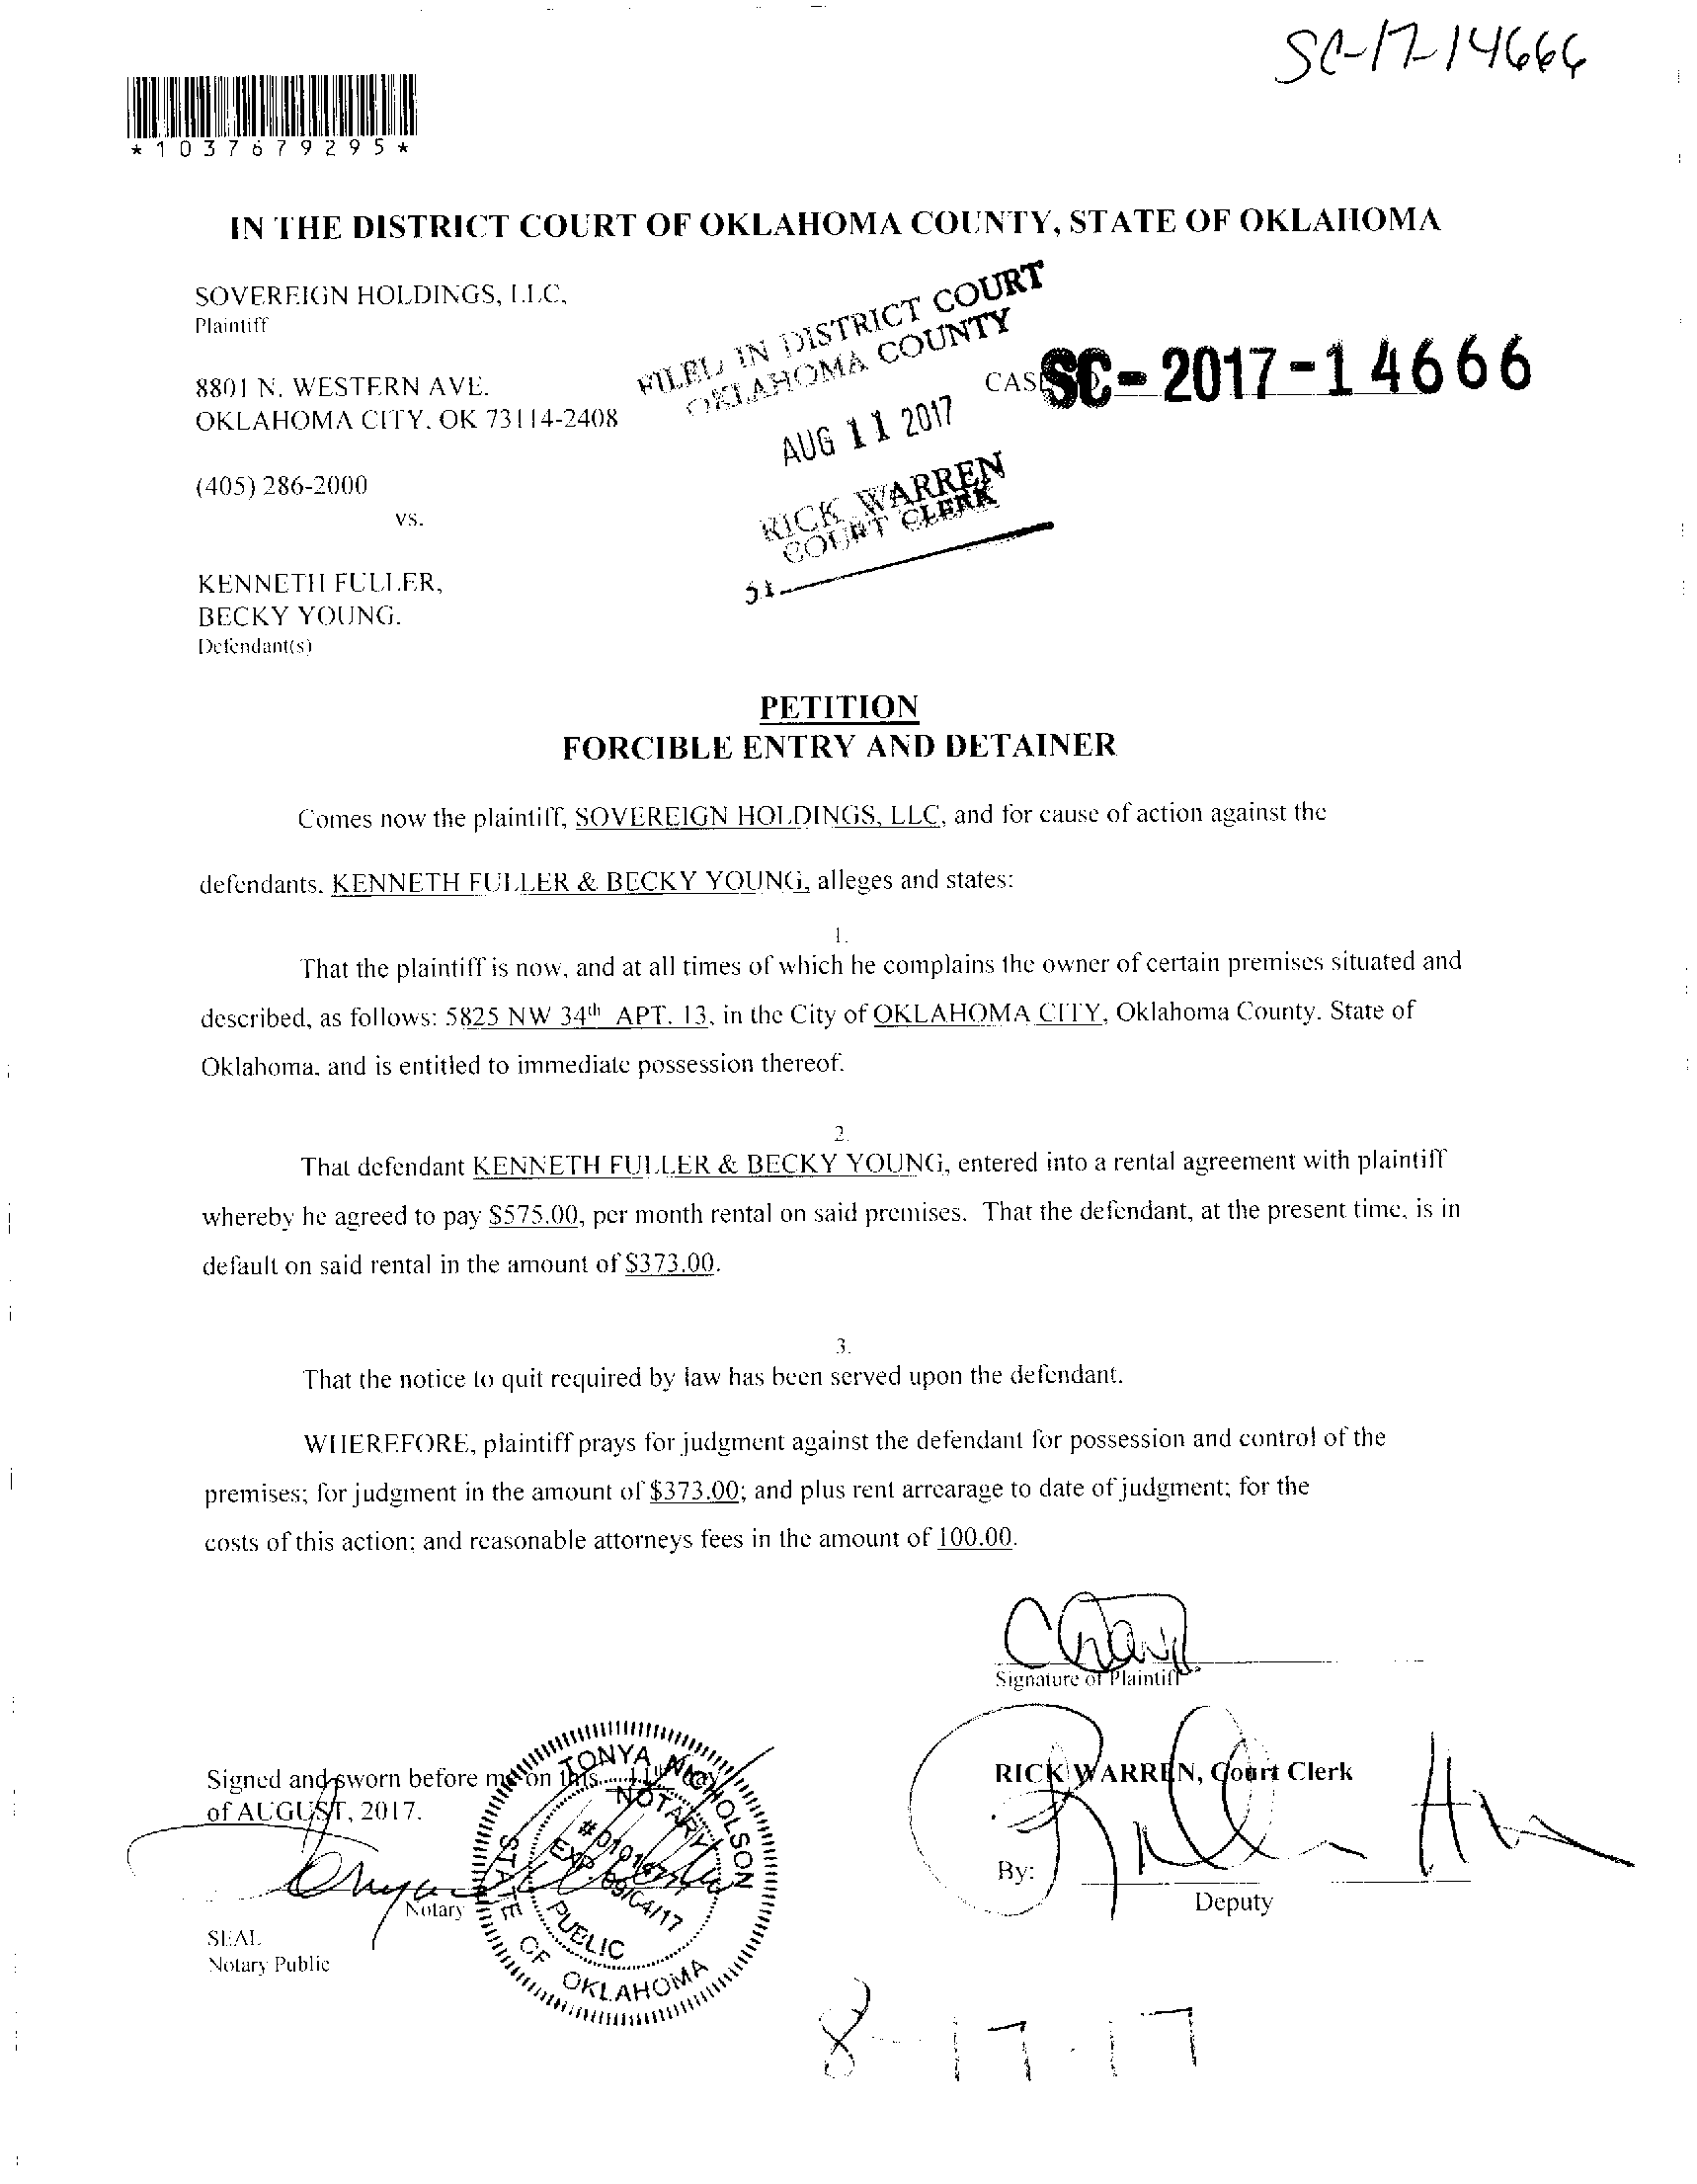 SC-17-14666
*1037679295*
IN THE DISTRICT COURT OF OKLAHOMA COUNTY, STATE OF OKLAHOMA
SOVEREIGN HOLDINGS, LLC,
Plaintiff
FILED IN DISTRICT COURT
OKLAHOMA COUNTY
8801 N. WESTERN AVE.
CAS SC-2017-14666
OKLAHOMA CITY, OK 73114-2408
AUG 11 2017
(405) 286-2000
RICK WARREN
COURT CLERK
vs.
KENNETH FULLER,
BECKY YOUNG.
Defendant(s)
PETITION
FORCIBLE ENTRY AND DETAINER
Comes now the plaintiff, SOVEREIGN HOLDINGS, LLC, and for cause of action against the
defendants, KENNETH FULLER & BECKY YOUNG, alleges and states:
1.
That the plaintiff is now, and at all times of which he complains the owner of certain premises situated and
described, as follows: 5825 NW 34th APT. 13, in the City of OKLAHOMA CITY, Oklahoma County. State of
Oklahoma, and is entitled to immediate possession thereof.
2.
That defendant KENNETH FULLER & BECKY YOUNG, entered into a rental agreement with plaintiff
whereby he agreed to pay $575.00, per month rental on said premises. That the defendant, at the present time, is in
default on said rental in the amount of $373.00.
3.
That the notice to quit required by law has been served upon the defendant.
WHEREFORE, plaintiff prays for judgment against the defendant for possession and control of the
premises; for judgment in the amount of $373.00; and plus rent arrearage to date of judgment; for the
costs of this action; and reasonable attorneys fees in the amount of 100.00.
Signature of Plaintiff
Signed and sworn before me on this
of AUGUST, 2017.
RICK WARREN, Court Clerk
By:
Deputy
Notary
SEAL
Notary Public
TONYA NICHOLSON
NOTARY
EXP. 09/04/17
PUBLIC
STATE OF OKLAHOMA
8-17-17